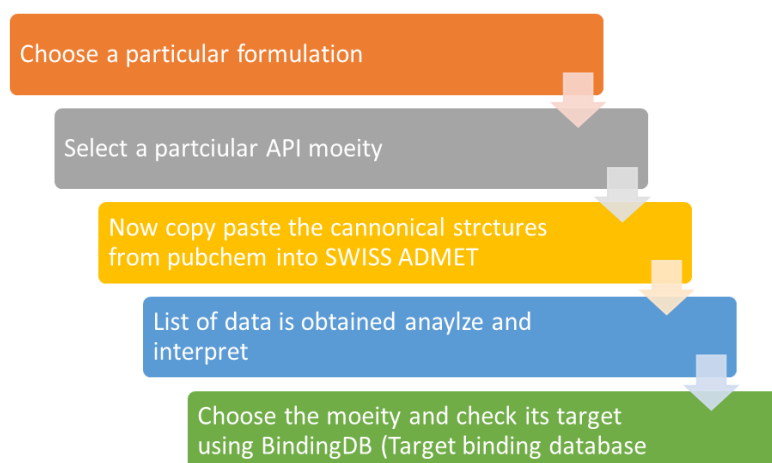 Choose a particular formulation
Select a partciular API moeity
Now copy paste the cannonical strctures
from pubchem into SWISS ADMET
List of data is obtained anaylze and
interpret
Choose the moeity and check its target
using BindingDB (Target binding database